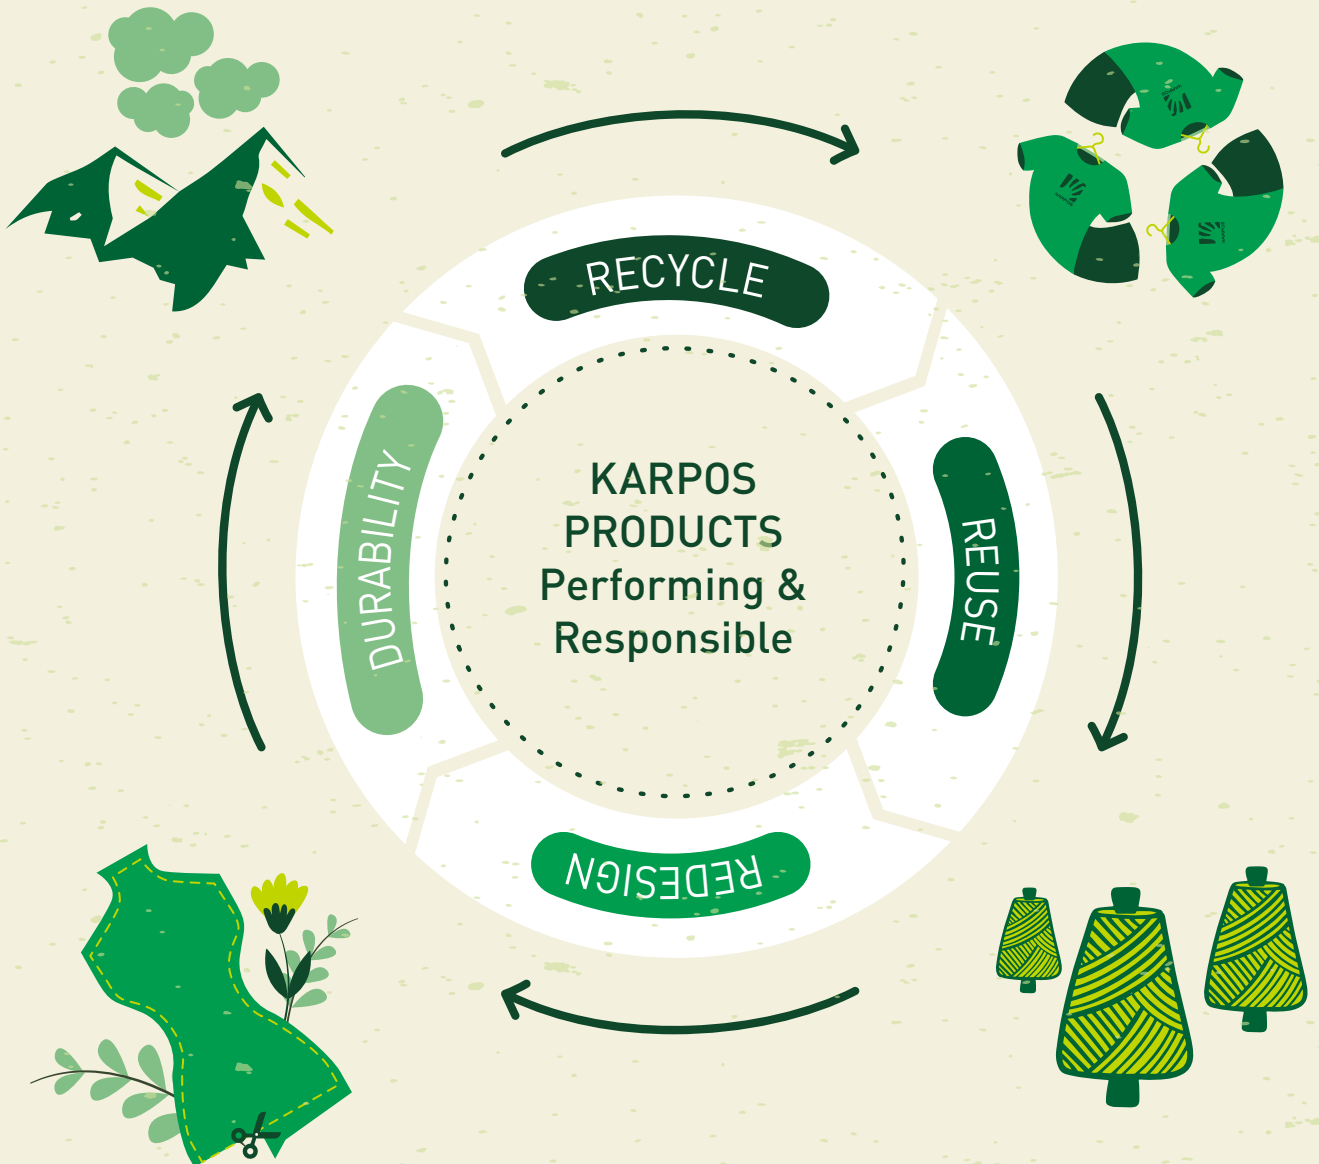 RECYCLE
DURABILITY
KARPOS
PRODUCTS
Performing &
Responsible
REUSE
REDESIGN